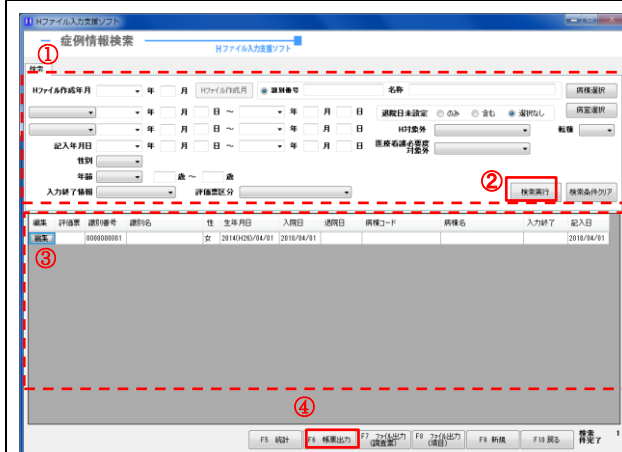 Hファイル入力支援ソフト
症例情報検索
Hファイル入力支援ソフト
①
検索
Hファイル作成年月 年 月 Hファイル作成月 識別番号 名称 病棟選択
年 月 日 ～ 年 月 日 退院日未設定 のみ 含む 選択なし 病室選択
年 月 日 ～ 年 月 日 H対象外 転棟
記入年月日 年 月 日 ～ 年 月 日 医療看護必要度対象外
性別
年齢 歳 ～ 歳
②
入力終了情報 評価票区分 検索実行 検索条件クリア
編集 評価票 識別番号 識別名 性 生年月日 入院日 退院日 病棟コード 病棟名 入力終了 記入日
編集 0000000001 女 2014(H26)/04/01 2018/04/01 2018/04/01
③
④
F5 統計 F6 帳票出力 F7 ファイル出力(調査票) F8 ファイル出力(項目) F9 新規 F10 戻る 検索 件完了 1